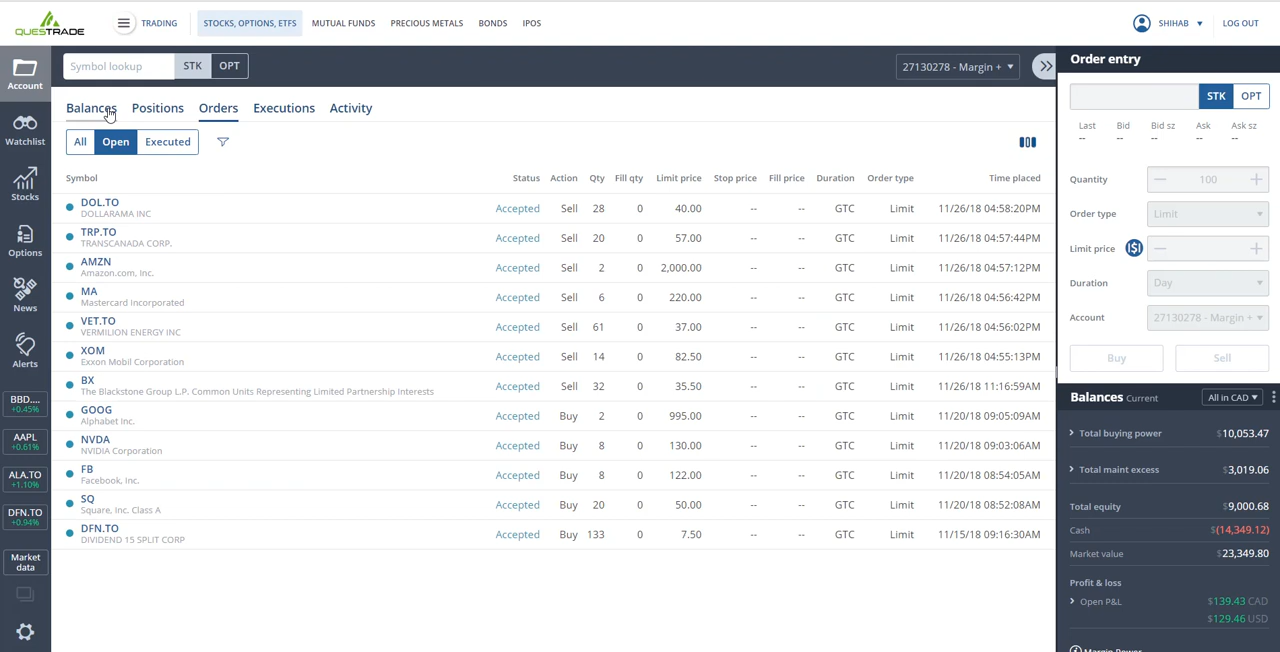 QUESTRADE
TRADING
STOCKS, OPTIONS, ETFS
MUTUAL FUNDS
PRECIOUS METALS
BONDS
IPOS
SHIHAB
LOG OUT
Account
Watchlist
Stocks
Options
News
Alerts
BBD....
+0.45%
AAPL
+0.61%
ALA.TO
+1.10%
DFN.TO
+0.94%
Market
data
Symbol lookup STK OPT
27130278 - Margin +
Balances Positions Orders Executions Activity
All Open Executed
Symbol Status Action Qty Fill qty Limit price Stop price Fill price Duration Order type Time placed
DOL.TO
DOLLARAMA INC
Accepted Sell 28 0 40.00 -- -- GTC Limit 11/26/18 04:58:20PM
TRP.TO
TRANSCANADA CORP.
Accepted Sell 20 0 57.00 -- -- GTC Limit 11/26/18 04:57:44PM
AMZN
Amazon.com, Inc.
Accepted Sell 2 0 2,000.00 -- -- GTC Limit 11/26/18 04:57:12PM
MA
Mastercard Incorporated
Accepted Sell 6 0 220.00 -- -- GTC Limit 11/26/18 04:56:42PM
VET.TO
VERMILION ENERGY INC
Accepted Sell 61 0 37.00 -- -- GTC Limit 11/26/18 04:56:02PM
XOM
Exxon Mobil Corporation
Accepted Sell 14 0 82.50 -- -- GTC Limit 11/26/18 04:55:13PM
BX
The Blackstone Group L.P. Common Units Representing Limited Partnership Interests
Accepted Sell 32 0 35.50 -- -- GTC Limit 11/26/18 11:16:59AM
GOOG
Alphabet Inc.
Accepted Buy 2 0 995.00 -- -- GTC Limit 11/20/18 09:05:09AM
NVDA
NVIDIA Corporation
Accepted Buy 8 0 130.00 -- -- GTC Limit 11/20/18 09:03:06AM
FB
Facebook, Inc.
Accepted Buy 8 0 122.00 -- -- GTC Limit 11/20/18 08:54:05AM
SQ
Square, Inc. Class A
Accepted Buy 20 0 50.00 -- -- GTC Limit 11/20/18 08:52:08AM
DFN.TO
DIVIDEND 15 SPLIT CORP
Accepted Buy 133 0 7.50 -- -- GTC Limit 11/15/18 09:16:30AM
Order entry
STK OPT
Last Bid Bid sz Ask Ask sz
-- -- -- -- --
Quantity 100
Order type Limit
Limit price
Duration Day
Account 27130278 - Margin +
Buy Sell
Balances Current All in CAD
Total buying power $10,053.47
Total maint excess $3,019.06
Total equity $9,000.68
Cash $(14,349.12)
Market value $23,349.80
Profit & loss
Open P&L $139.43 CAD
$129.46 USD
Margin Power